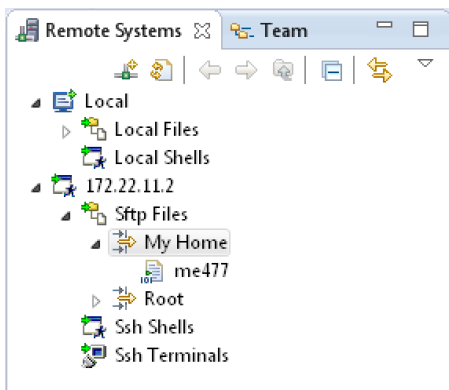 Remote Systems Team
Local
Local Files
Local Shells
172.22.11.2
Sftp Files
My Home
me477
Root
Ssh Shells
Ssh Terminals